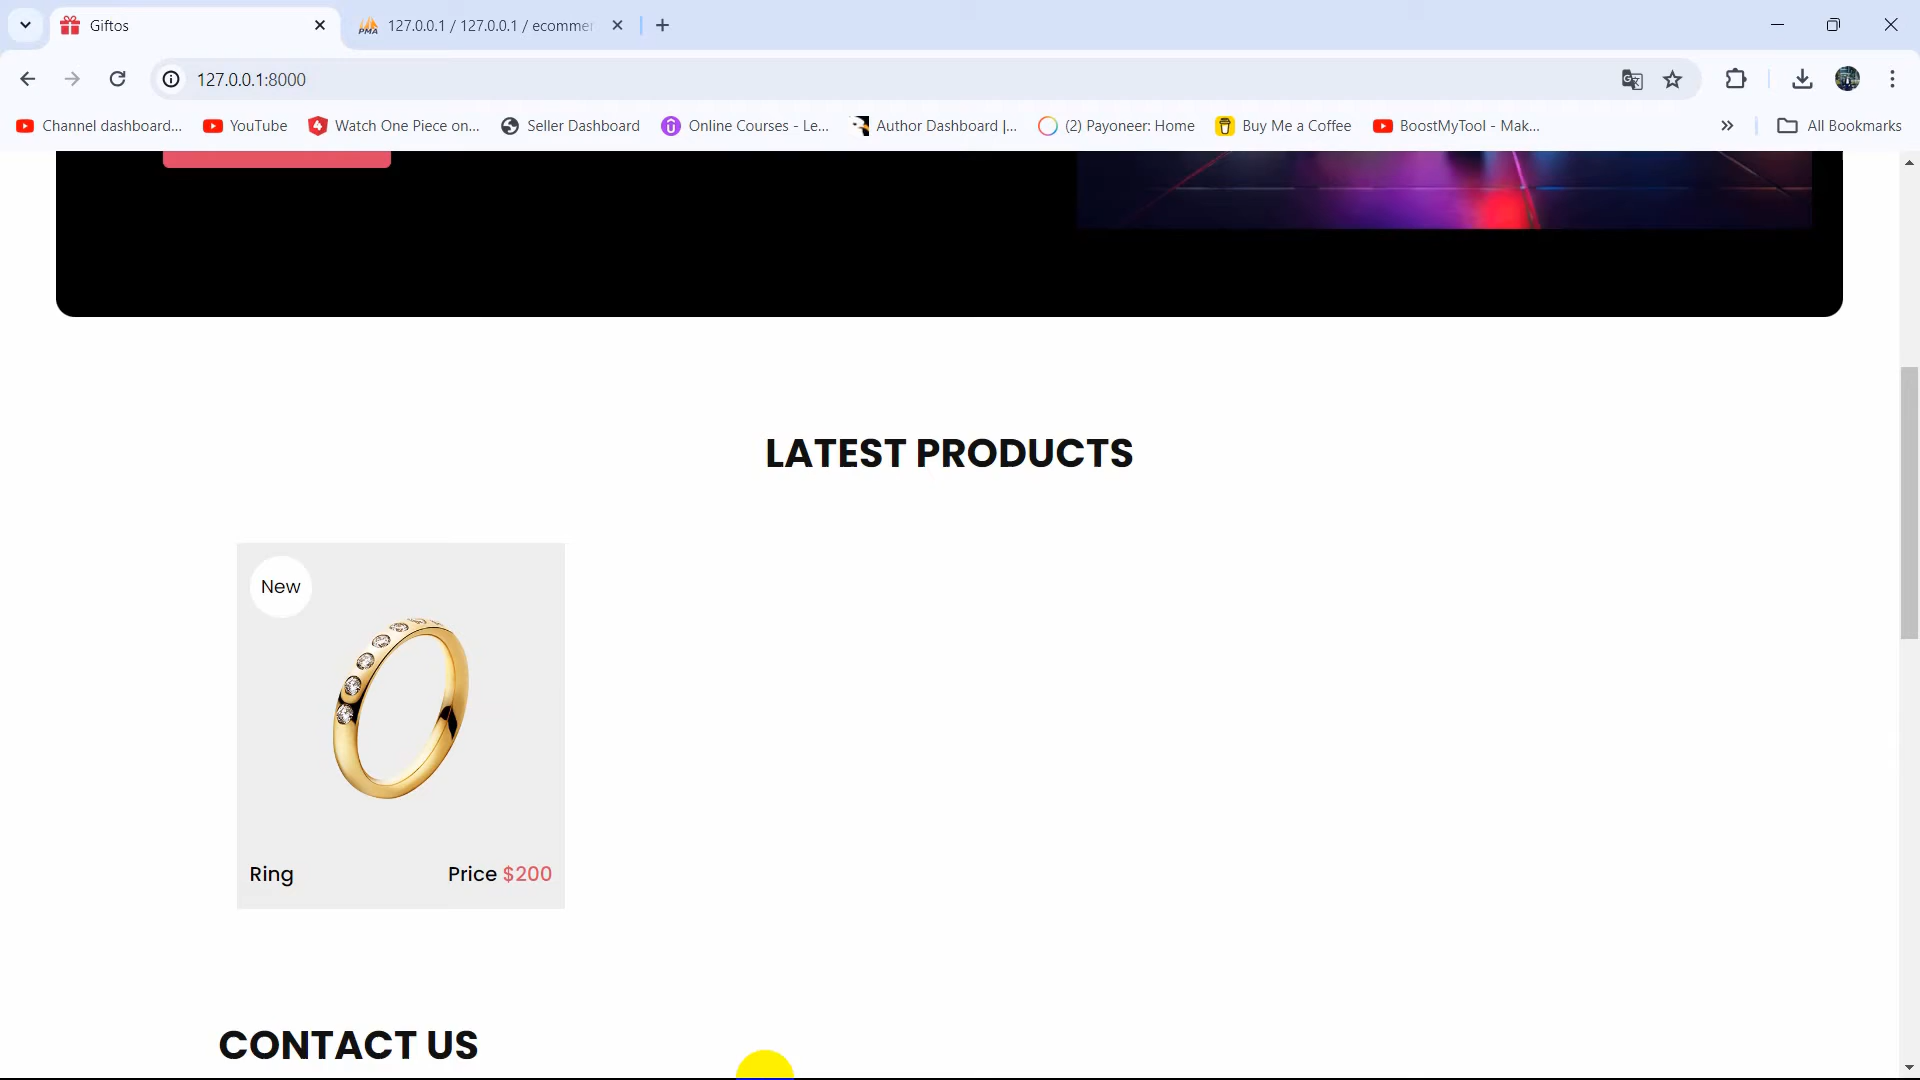 Giftos
PMA 127.0.0.1 / 127.0.0.1 / ecommer
127.0.0.1:8000
Channel dashboard... YouTube Watch One Piece on... Seller Dashboard Online Courses - Le... Author Dashboard |... (2) Payoneer: Home Buy Me a Coffee BoostMyTool - Mak... All Bookmarks
LATEST PRODUCTS
New
Ring Price $200
CONTACT US